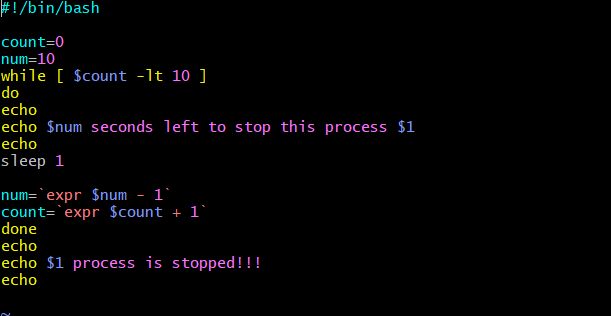 #!/bin/bash
count=0
num=10
while [ $count -lt 10 ]
do
echo
echo $num seconds left to stop this process $1
echo
sleep 1
num=`expr $num - 1`
count=`expr $count + 1`
done
echo
echo $1 process is stopped!!!
echo
~